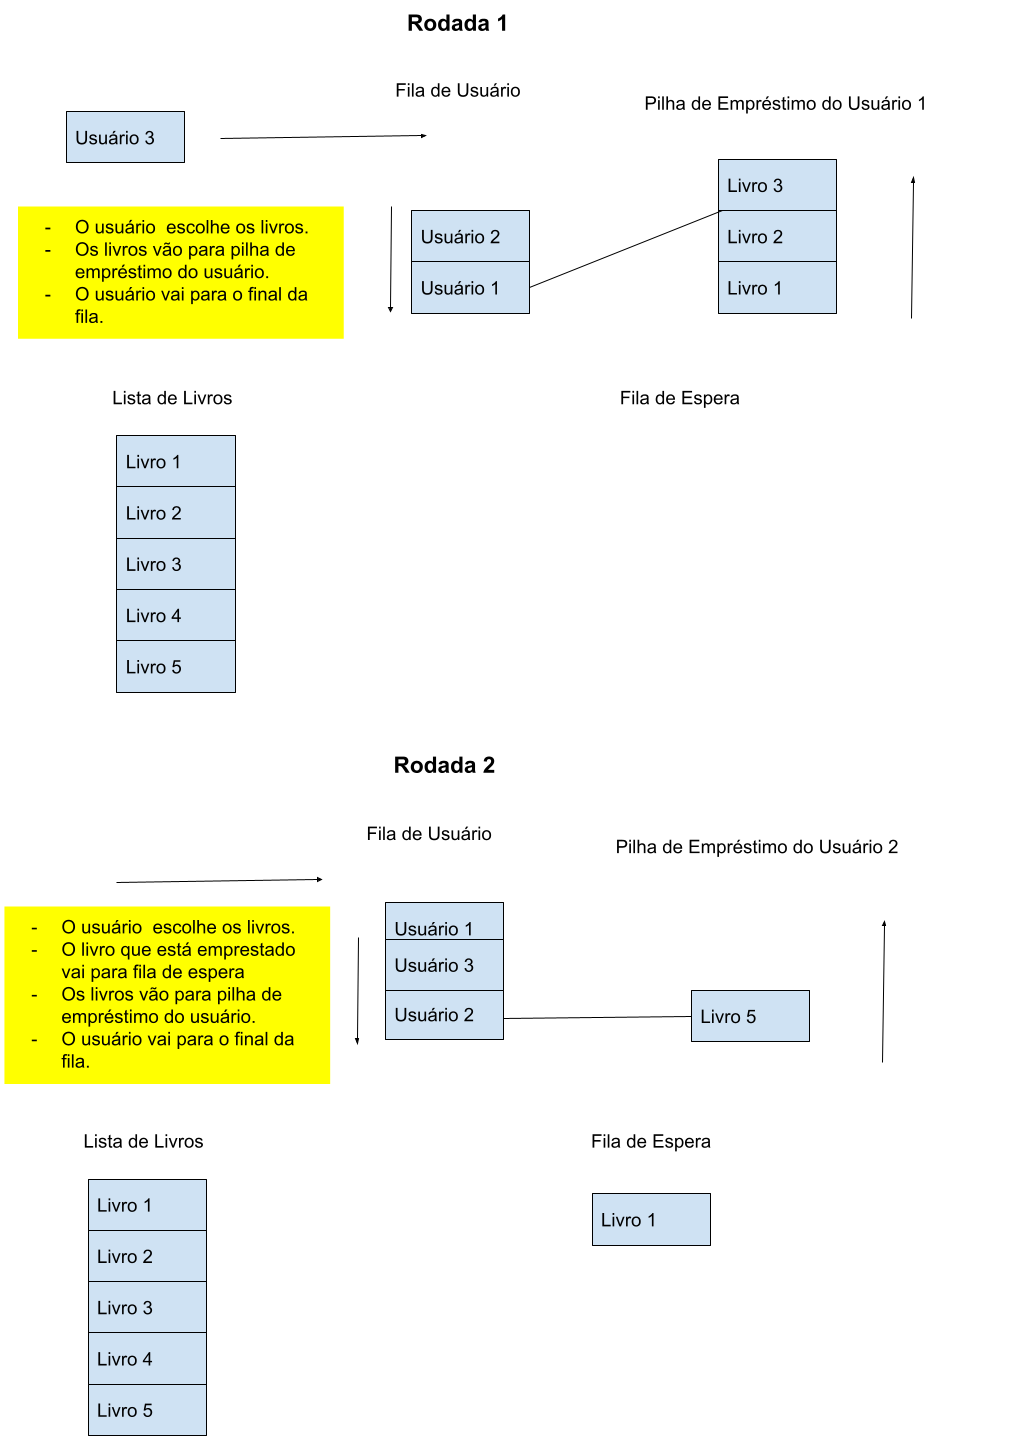 Rodada 1
Fila de Usuário
Pilha de Empréstimo do Usuário 1
Usuário 3
Livro 3
- O usuário  escolhe os livros.
- Os livros vão para pilha de
empréstimo do usuário.
- O usuário vai para o final da
fila.
Usuário 2
Livro 2
Usuário 1
Livro 1
Lista de Livros
Fila de Espera
Livro 1
Livro 2
Livro 3
Livro 4
Livro 5
Rodada 2
Fila de Usuário
Pilha de Empréstimo do Usuário 2
- O usuário  escolhe os livros.
- O livro que está emprestado
vai para fila de espera
- Os livros vão para pilha de
empréstimo do usuário.
- O usuário vai para o final da
fila.
Usuário 1
Usuário 3
Usuário 2
Livro 5
Lista de Livros
Fila de Espera
Livro 1
Livro 2
Livro 3
Livro 4
Livro 5
Livro 1